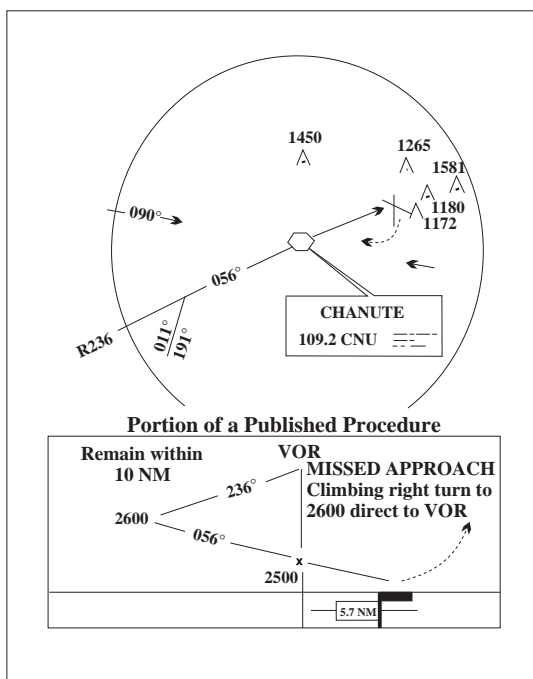 1450
1265
1581
1180
1172
090°
056°
R236
011°
191°
CHANUTE
109.2 CNU
Portion of a Published Procedure
Remain within
10 NM
VOR
MISSED APPROACH
Climbing right turn to
2600 direct to VOR
236°
2600
056°
2500
x
5.7 NM